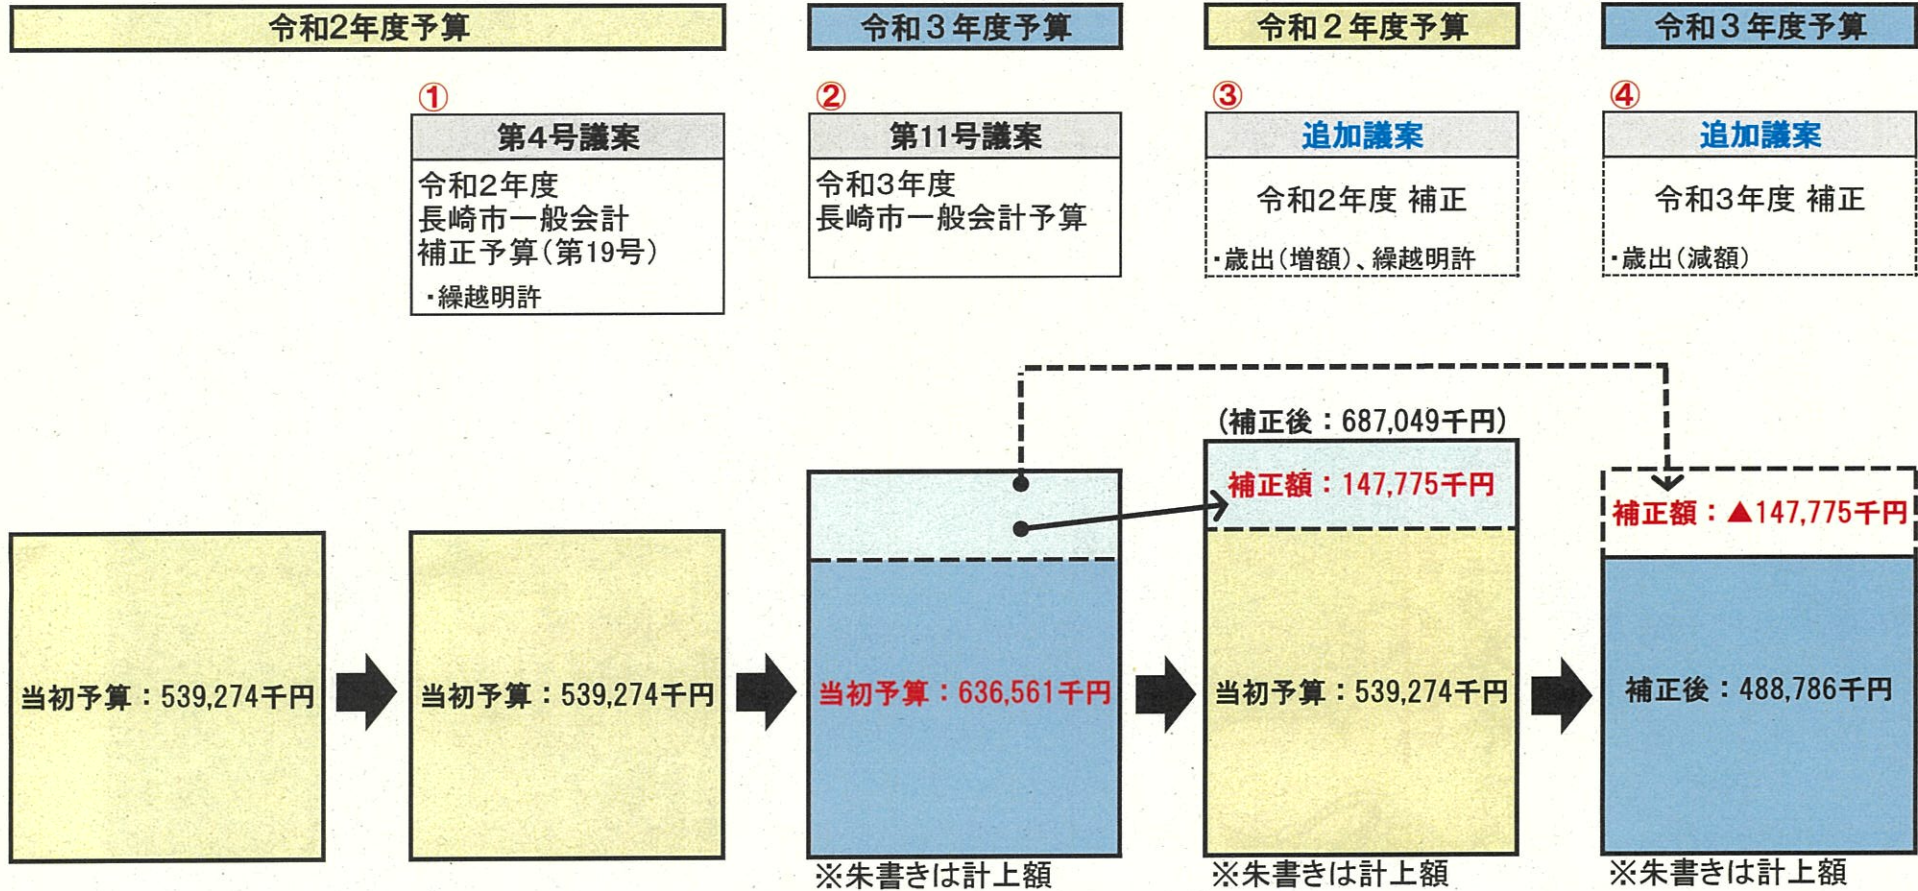 令和2年度予算
令和3年度予算
令和2年度予算
令和3年度予算
①
第4号議案
令和2年度
長崎市一般会計
補正予算(第19号)
・繰越明許
②
第11号議案
令和3年度
長崎市一般会計予算
③
追加議案
令和2年度 補正
・歳出(増額)、繰越明許
④
追加議案
令和3年度 補正
・歳出(減額)
当初予算：539,274千円
当初予算：539,274千円
当初予算：636,561千円
※朱書きは計上額
(補正後：687,049千円)
補正額：147,775千円
当初予算：539,274千円
※朱書きは計上額
補正額：▲147,775千円
補正後：488,786千円
※朱書きは計上額